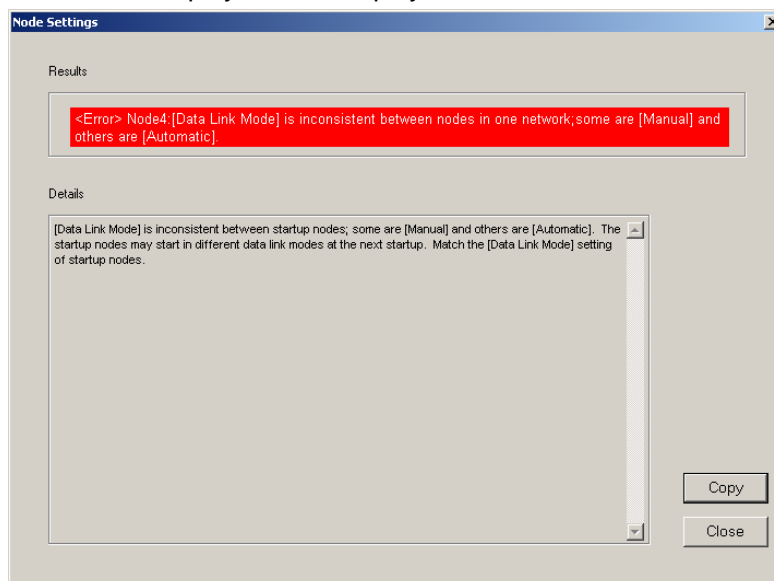 Node Settings
Results
<Error> Node4:[Data Link Mode] is inconsistent between nodes in one network;some are [Manual] and
others are [Automatic].
Details
[Data Link Mode] is inconsistent between startup nodes; some are [Manual] and others are [Automatic].  The
startup nodes may start in different data link modes at the next startup.  Match the [Data Link Mode] setting
of startup nodes.
Copy
Close